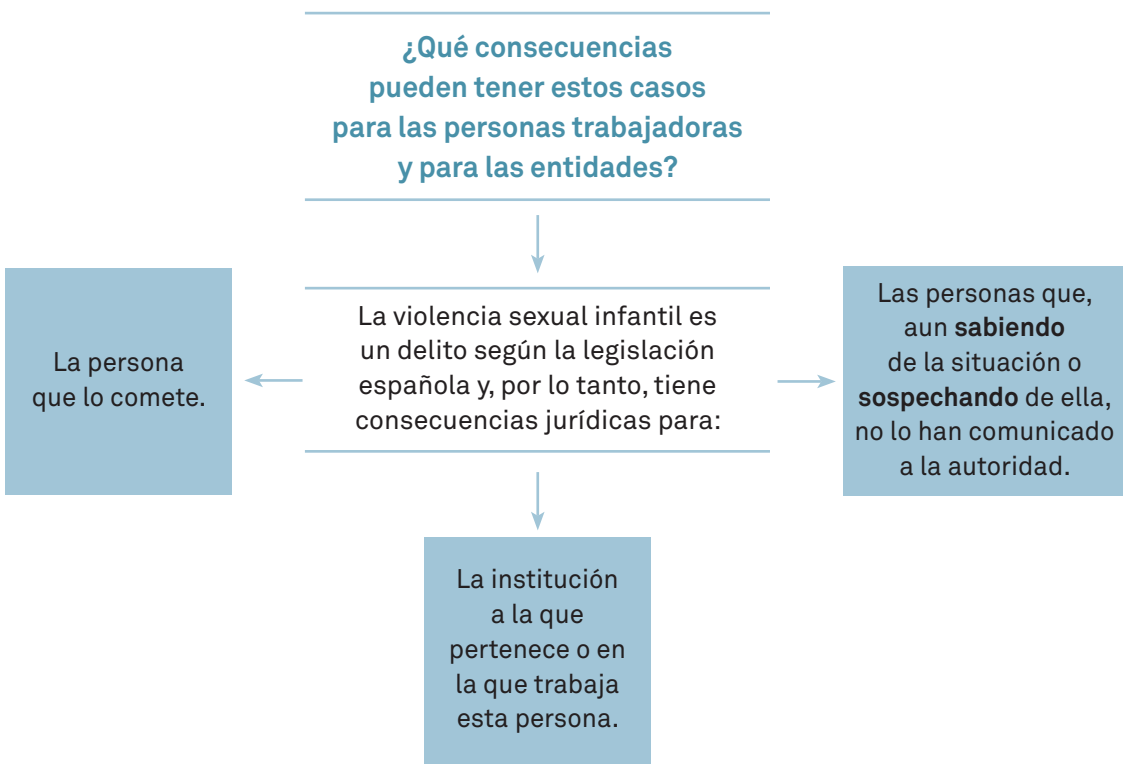 ¿Qué consecuencias
pueden tener estos casos
para las personas trabajadoras
y para las entidades?
La violencia sexual infantil es
un delito según la legislación
española y, por lo tanto, tiene
consecuencias jurídicas para:
La persona
que lo comete.
La institución
a la que
pertenece o en
la que trabaja
esta persona.
Las personas que,
aun sabiendo
de la situación o
sospechando de ella,
no lo han comunicado
a la autoridad.